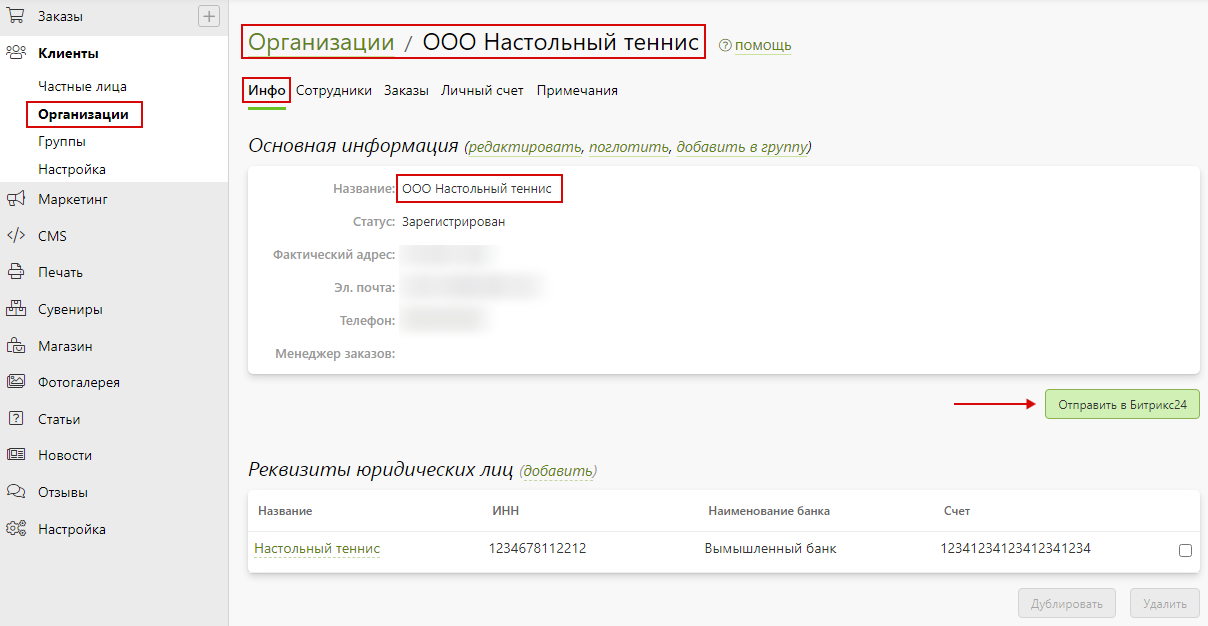 Заказы
Клиенты
Частные лица
Организации
Группы
Настройка
Маркетинг
CMS
Печать
Сувениры
Магазин
Фотогалерея
Статьи
Новости
Отзывы
Настройка
Организации / ООО Настольный теннис ? помощь
Инфо Сотрудники Заказы Личный счет Примечания
Основная информация (редактировать, поглотить, добавить в группу)
Название: ООО Настольный теннис
Статус: Зарегистрирован
Фактический адрес:
Эл. почта:
Телефон:
Менеджер заказов:
Отправить в Битрикс24
Реквизиты юридических лиц (добавить)
Название ИНН Наименование банка Счет
Настольный теннис 1234678112212 Вымышленный банк 12341234123412341234
Дублировать Удалить